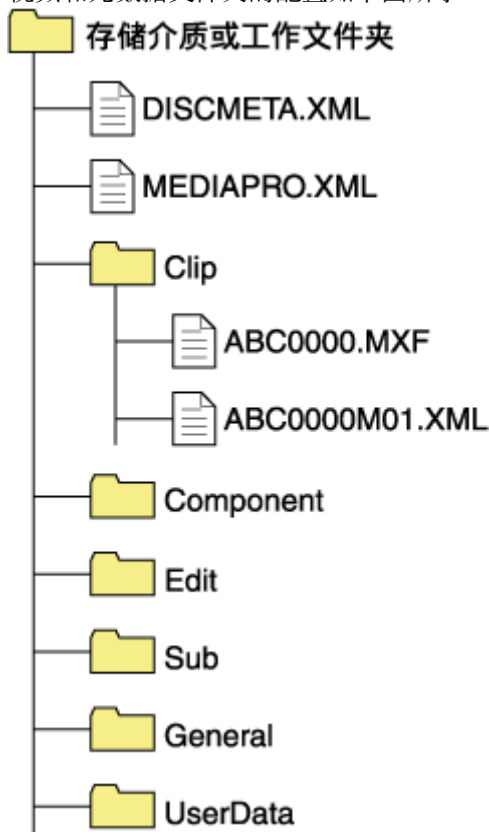 存储介质或工作文件夹
DISCMETA.XML
MEDIAPRO.XML
Clip
ABC0000.MXF
ABC0000M01.XML
Component
Edit
Sub
General
UserData